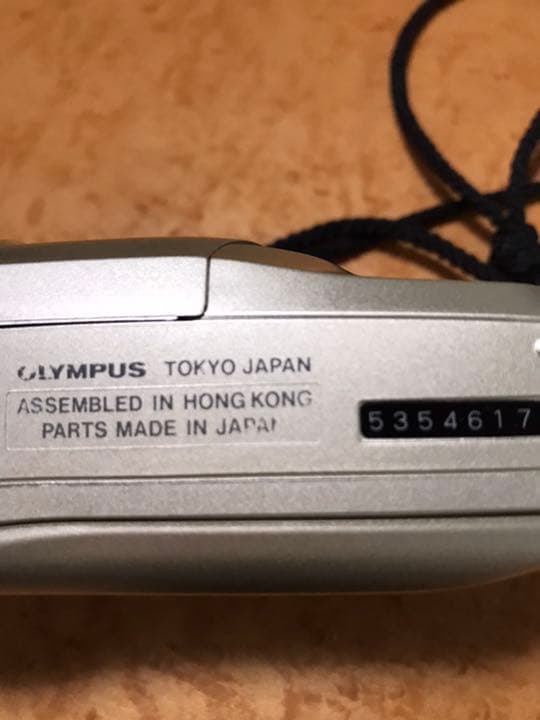 OLYMPUS TOKYO JAPAN
ASSEMBLED IN HONG KONG
PARTS MADE IN JAPAN
5354617